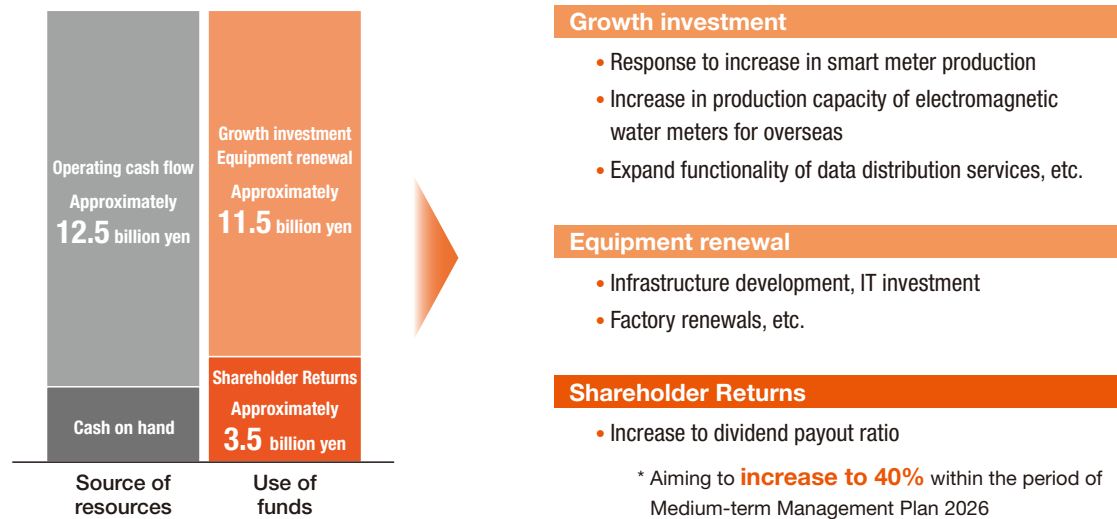 Operating cash flow
Approximately
12.5 billion yen
Cash on hand
Source of
resources
Growth investment
Equipment renewal
Approximately
11.5 billion yen
Shareholder Returns
Approximately
3.5 billion yen
Use of
funds
Growth investment
• Response to increase in smart meter production
• Increase in production capacity of electromagnetic
water meters for overseas
• Expand functionality of data distribution services, etc.
Equipment renewal
• Infrastructure development, IT investment
• Factory renewals, etc.
Shareholder Returns
• Increase to dividend payout ratio
* Aiming to increase to 40% within the period of
Medium-term Management Plan 2026